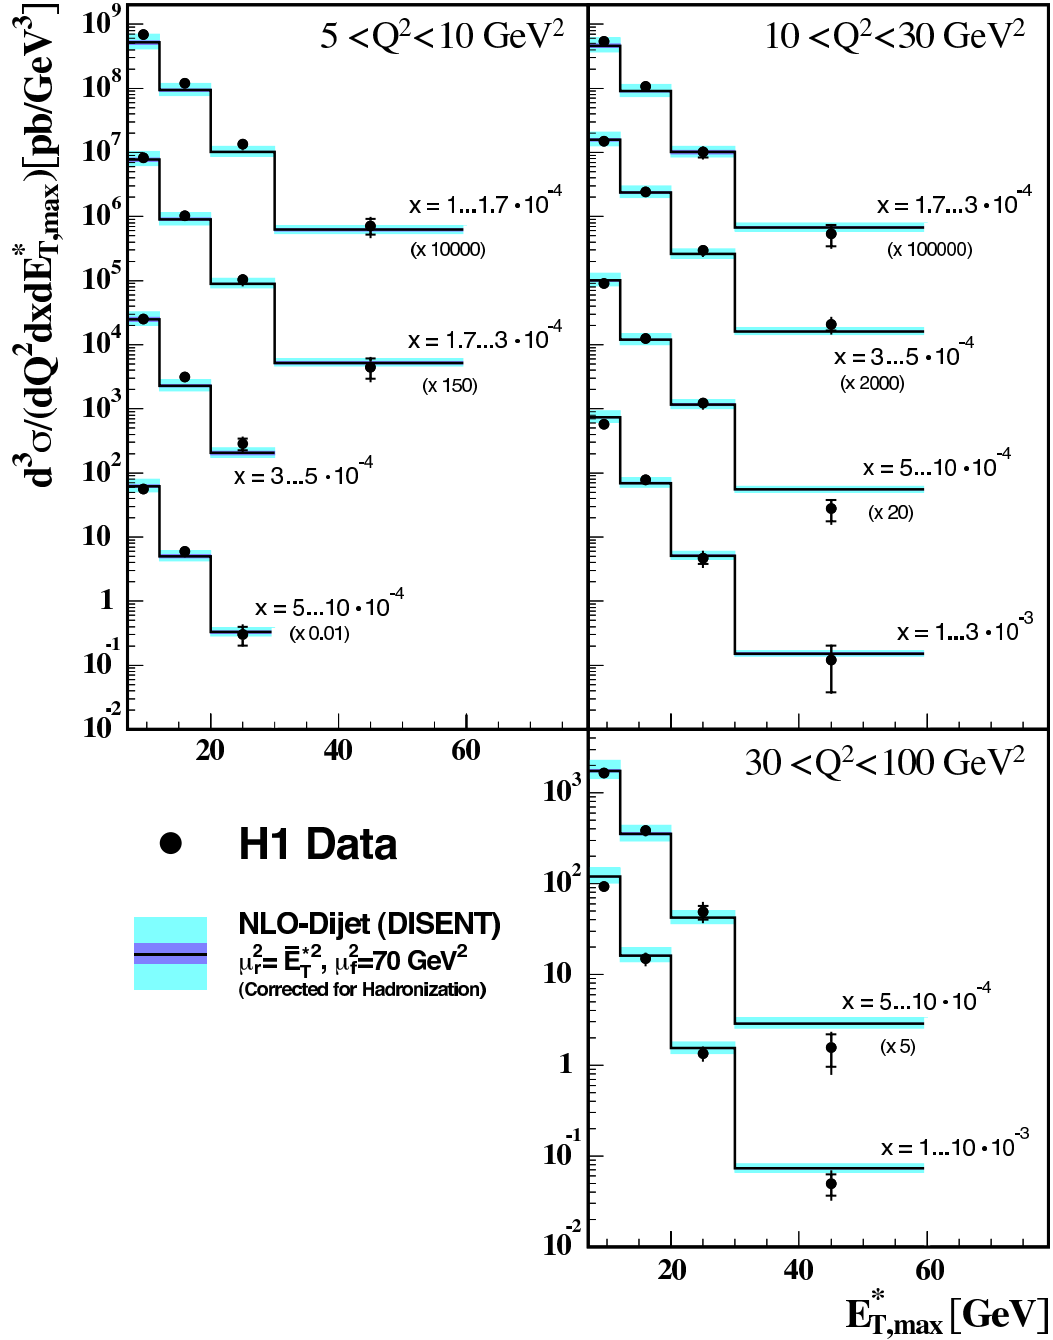 d³σ/(dQ²dxdE*T,max)[pb/GeV³]
5 <Q²<10 GeV²
10⁹
10⁸
10⁷
10⁶
10⁵
10⁴
10³
10²
10
1
10⁻¹
10⁻²
x = 1...1.7 · 10⁻⁴
(x 10000)
x = 1.7...3 · 10⁻⁴
(x 150)
x = 3...5 · 10⁻⁴
x = 5...10 · 10⁻⁴
(x 0.01)
20
40
60
10 <Q²<30 GeV²
x = 1.7...3 · 10⁻⁴
(x 100000)
x = 3...5 · 10⁻⁴
(x 2000)
x = 5...10 · 10⁻⁴
(x 20)
x = 1...3 · 10⁻³
H1 Data
NLO-Dijet (DISENT)
μr²= ĒT*², μf²=70 GeV²
(Corrected for Hadronization)
30 <Q²<100 GeV²
10³
10²
10
1
10⁻¹
10⁻²
x = 5...10 · 10⁻⁴
(x 5)
x = 1...10 · 10⁻³
20
40
60
E*T,max [GeV]